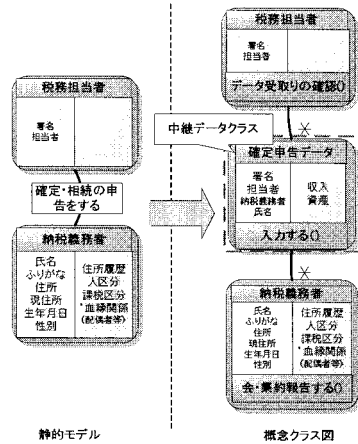 税務担当者
署名
担当者
確定・相続の申
告をする
納税義務者
氏名
ふりがな
住所
現住所
生年月日
性別
住所履歴
人区分
課税区分
*血縁関係
(配偶者等)
静的モデル
税務担当者
署名
担当者
データ受取りの確認()
中継データクラス
確定申告データ
署名
担当者
納税義務者
氏名
収入
資産
入力する()
納税義務者
氏名
ふりがな
住所
現住所
生年月日
性別
住所履歴
人区分
課税区分
*血縁関係
(配偶者等)
会・集約報告する()
概念クラス図